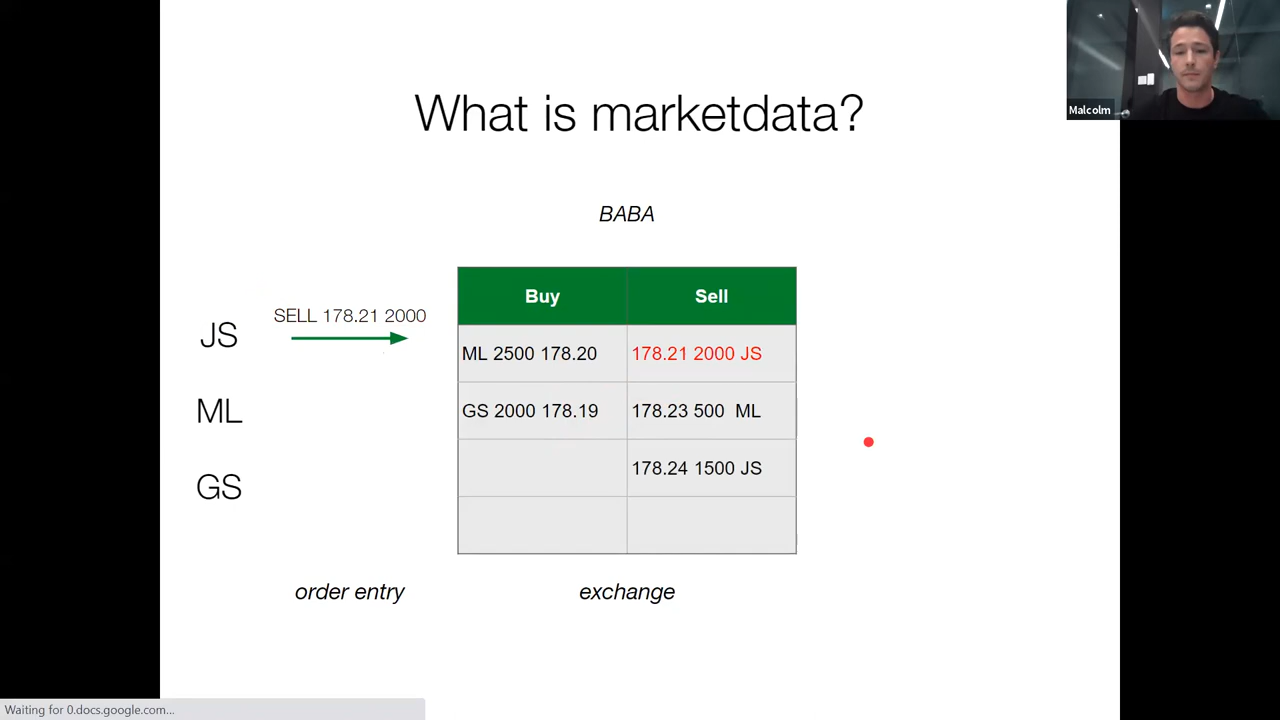 Malcolm
What is marketdata?
BABA
Buy Sell
SELL 178.21 2000
JS
ML 2500 178.20 178.21 2000 JS
ML
GS 2000 178.19 178.23 500 ML
178.24 1500 JS
GS
order entry exchange
Waiting for 0.docs.google.com...